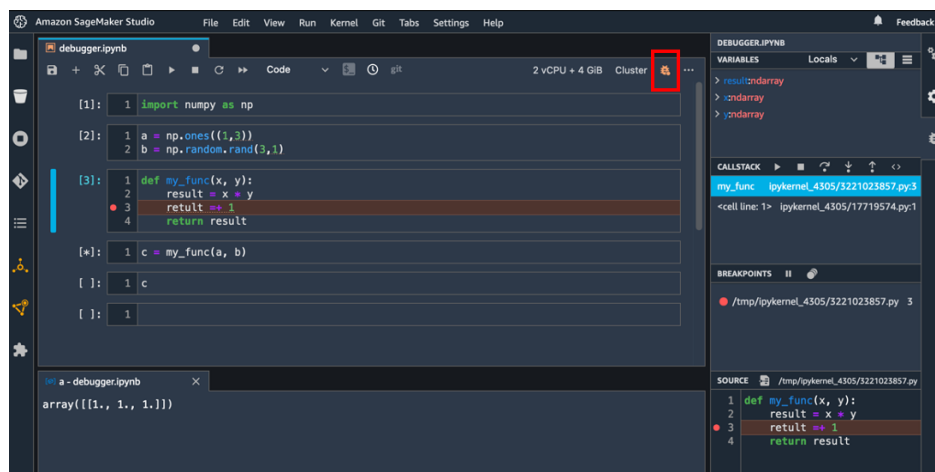 Amazon SageMaker Studio File Edit View Run Kernel Git Tabs Settings Help Feedback
debugger.ipynb
Code git 2 vCPU + 4 GiB Cluster
[1]: 1 import numpy as np
[2]: 1 a = np.ones((1,3))
2 b = np.random.rand(3,1)
[3]: 1 def my_func(x, y):
2 result = x * y
3 retult =+ 1
4 return result
[*]: 1 c = my_func(a, b)
[ ]: 1 c
[ ]: 1
a - debugger.ipynb
array([[1., 1., 1.]])
DEBUGGER.IPYNB
VARIABLES Locals
> result:ndarray
> x:ndarray
> y:ndarray
CALLSTACK
my_func ipykernel_4305/3221023857.py:3
<cell line: 1> ipykernel_4305/17719574.py:1
BREAKPOINTS
/tmp/ipykernel_4305/3221023857.py 3
SOURCE /tmp/ipykernel_4305/3221023857.py
1 def my_func(x, y):
2 result = x * y
3 retult =+ 1
4 return result